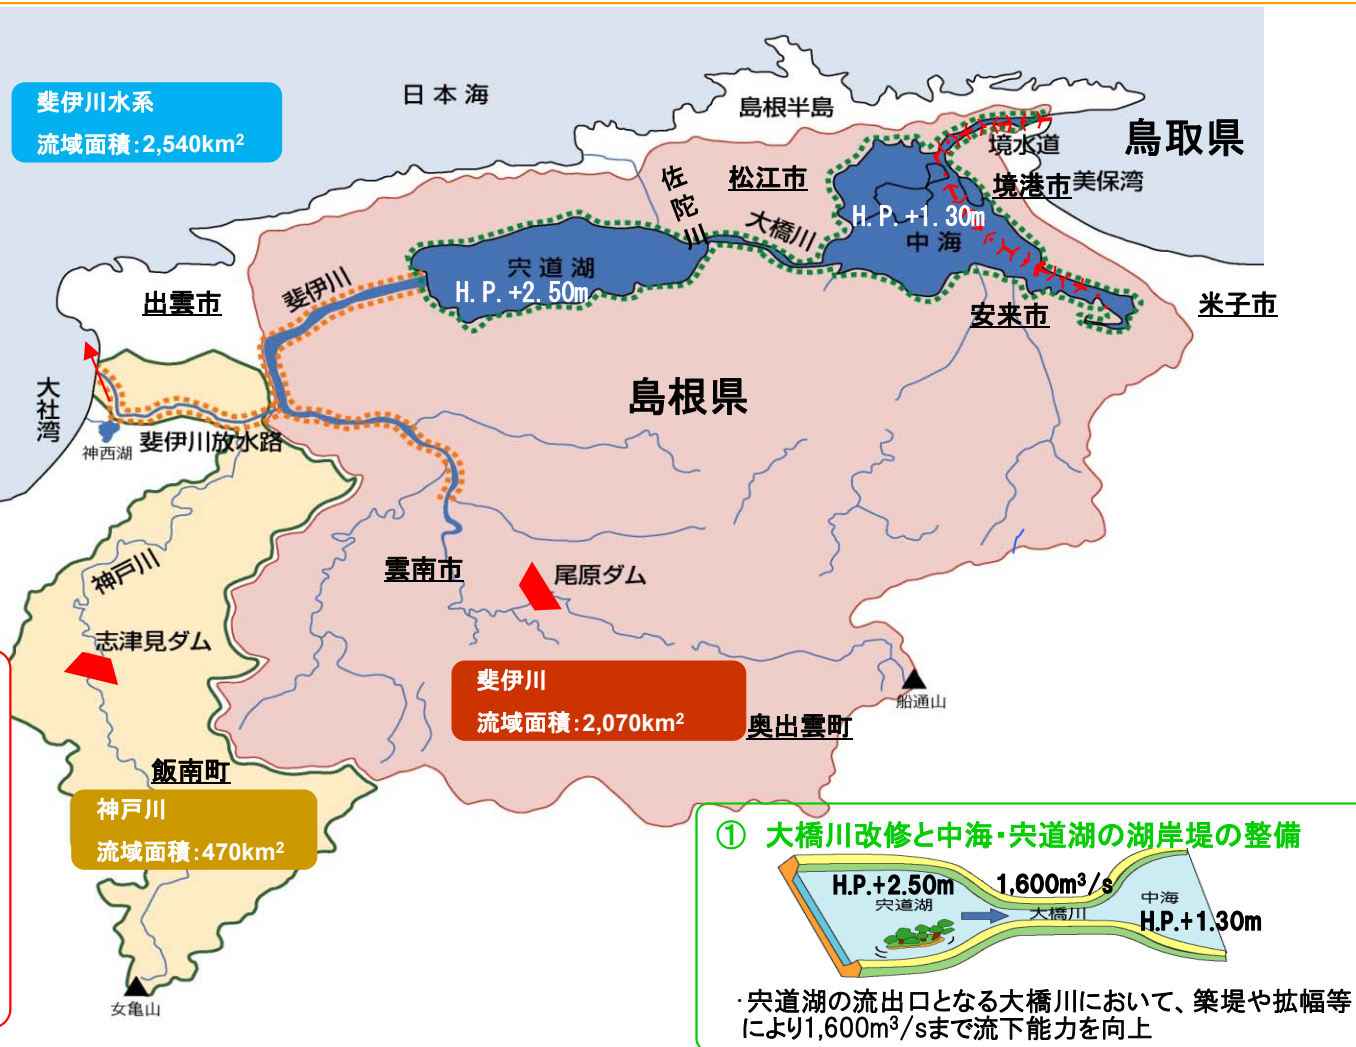 斐伊川水系
流域面積:2,540km²
日本海
島根半島
鳥取県
境水道
境港市
美保湾
松江市
佐陀川
大橋川
H.P.+1.30m
中海
宍道湖
H.P.+2.50m
斐伊川
出雲市
安来市
米子市
大社湾
島根県
神西湖
斐伊川放水路
神戸川
雲南市
尾原ダム
志津見ダム
斐伊川
流域面積:2,070km²
船通山
奥出雲町
飯南町
神戸川
流域面積:470km²
女亀山
① 大橋川改修と中海・宍道湖の湖岸堤の整備
H.P.+2.50m
1,600m³/s
宍道湖
大橋川
中海
H.P.+1.30m
・宍道湖の流出口となる大橋川において、築堤や拡幅等
により1,600m³/sまで流下能力を向上